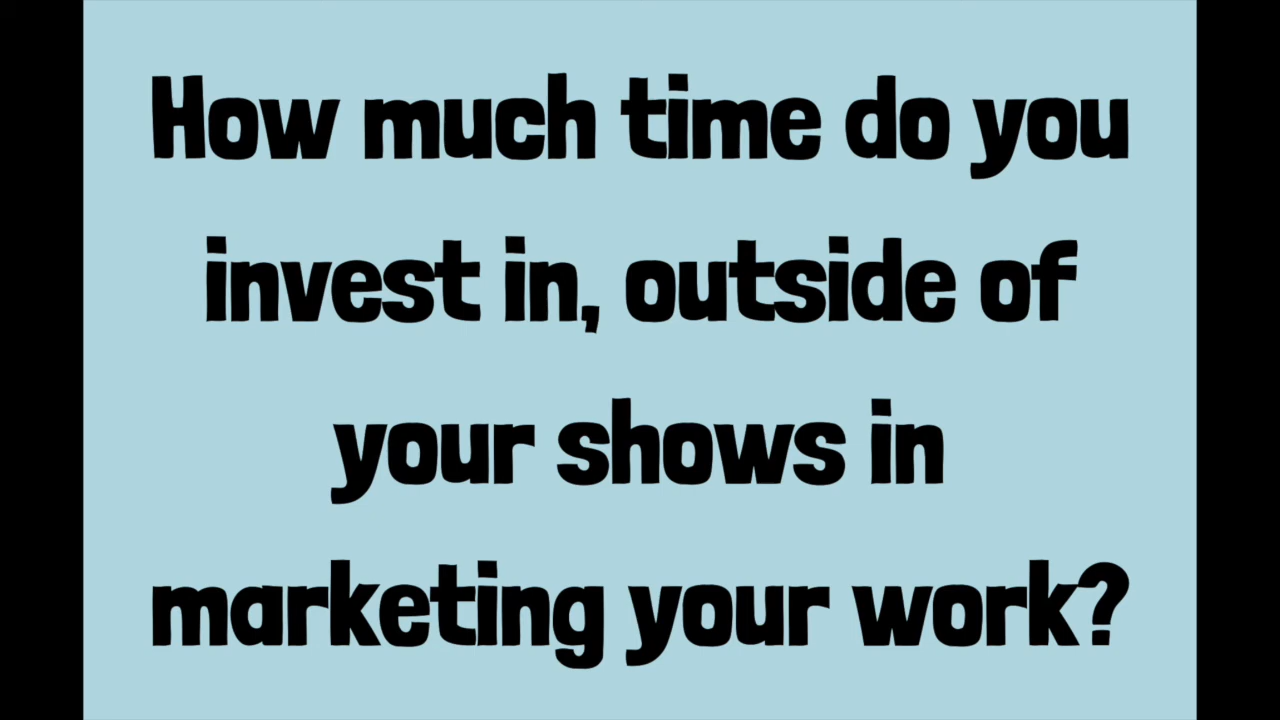 How much time do you
invest in, outside of
your shows in
marketing your work?